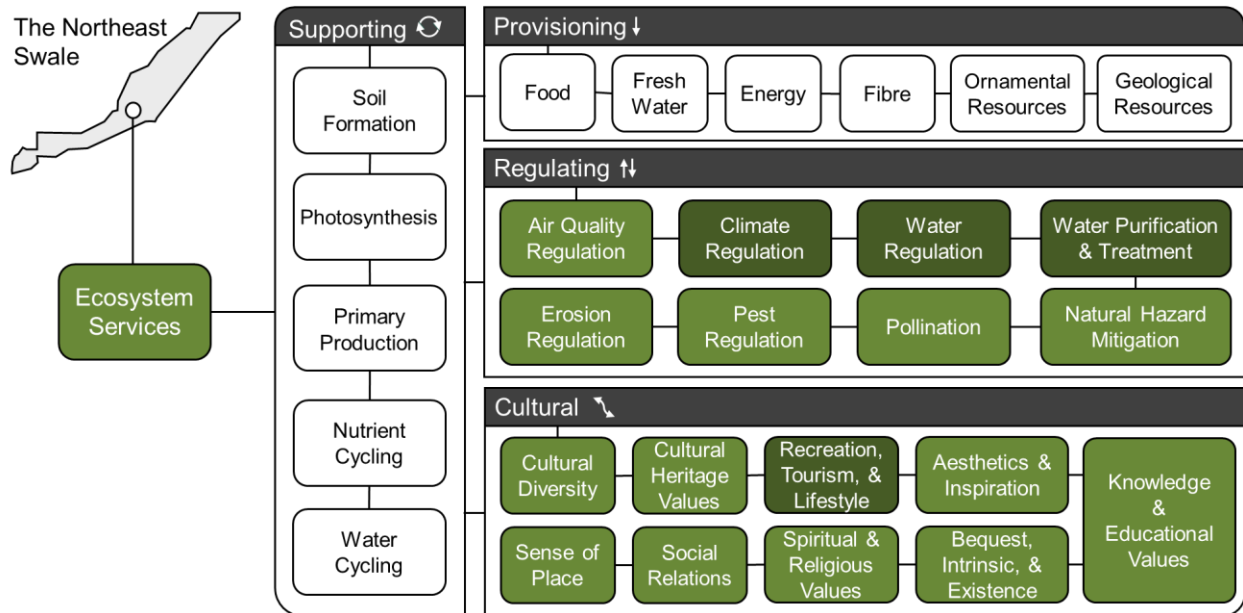 The Northeast
Swale
Ecosystem
Services
Supporting
Soil
Formation
Photosynthesis
Primary
Production
Nutrient
Cycling
Water
Cycling
Provisioning
Food
Fresh
Water
Energy
Fibre
Ornamental
Resources
Geological
Resources
Regulating
Air Quality
Regulation
Climate
Regulation
Water
Regulation
Water Purification
& Treatment
Erosion
Regulation
Pest
Regulation
Pollination
Natural Hazard
Mitigation
Cultural
Cultural
Diversity
Cultural
Heritage
Values
Recreation,
Tourism, &
Lifestyle
Aesthetics &
Inspiration
Knowledge
&
Educational
Values
Sense of
Place
Social
Relations
Spiritual &
Religious
Values
Bequest,
Intrinsic, &
Existence